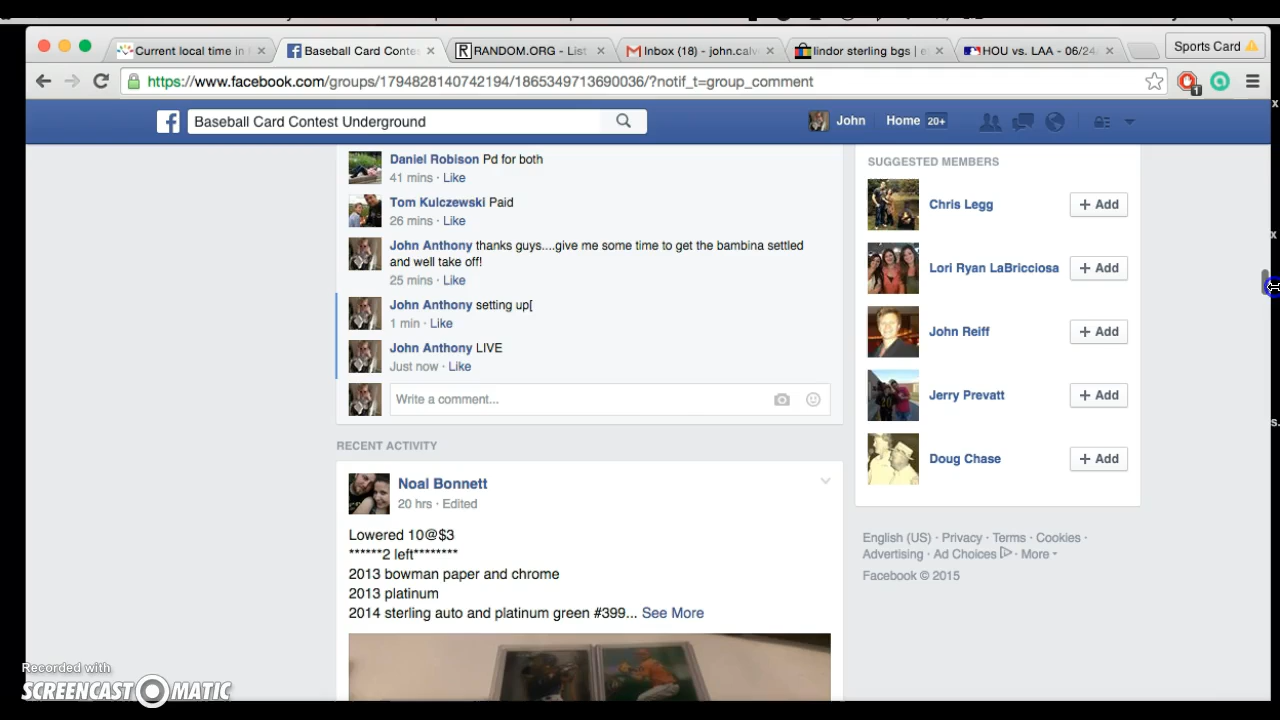 Current local time in
Baseball Card Conte
RANDOM.ORG - List
Inbox (18) - john.calv
lindor sterling bgs | e
HOU vs. LAA - 06/24
Sports Card
https://www.facebook.com/groups/1794828140742194/1865349713690036/?notif_t=group_comment
1
Baseball Card Contest Underground
John
Home 20+
Daniel Robison Pd for both
41 mins · Like
Tom Kulczewski Paid
26 mins · Like
John Anthony thanks guys....give me some time to get the bambina settled
and well take off!
25 mins · Like
John Anthony setting up[
1 min · Like
John Anthony LIVE
Just now · Like
Write a comment...
RECENT ACTIVITY
Noal Bonnett
20 hrs · Edited
Lowered 10@$3
******2 left********
2013 bowman paper and chrome
2013 platinum
2014 sterling auto and platinum green #399... See More
SUGGESTED MEMBERS
Chris Legg
+ Add
Lori Ryan LaBricciosa
+ Add
John Reiff
+ Add
Jerry Prevatt
+ Add
Doug Chase
+ Add
English (US) · Privacy · Terms · Cookies ·
Advertising · Ad Choices · More
Facebook © 2015
Recorded with
SCREENCAST O MATIC